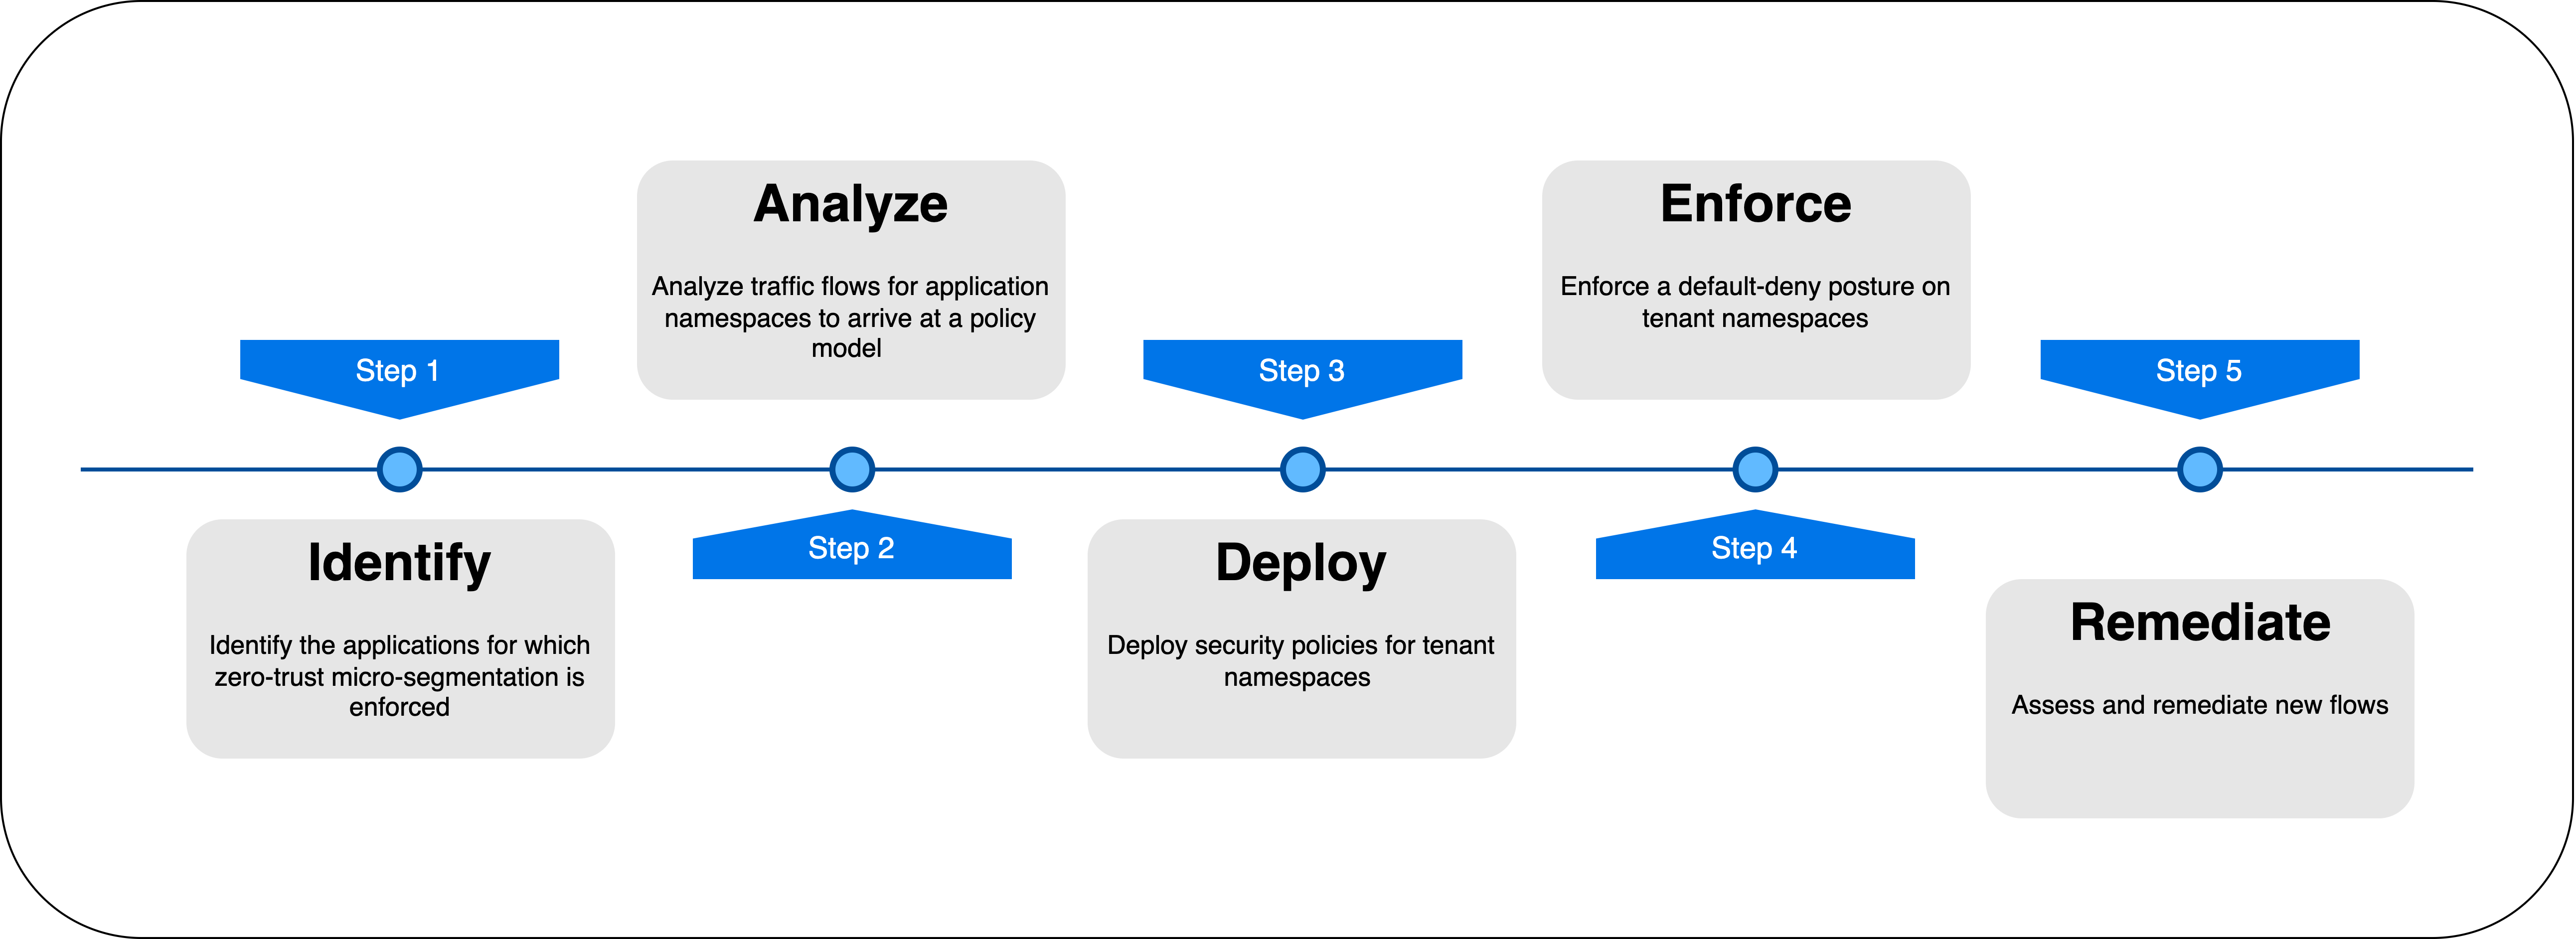 Step 1
Identify
Identify the applications for which
zero-trust micro-segmentation is
enforced
Analyze
Analyze traffic flows for application
namespaces to arrive at a policy
model
Step 2
Step 3
Deploy
Deploy security policies for tenant
namespaces
Enforce
Enforce a default-deny posture on
tenant namespaces
Step 4
Step 5
Remediate
Assess and remediate new flows